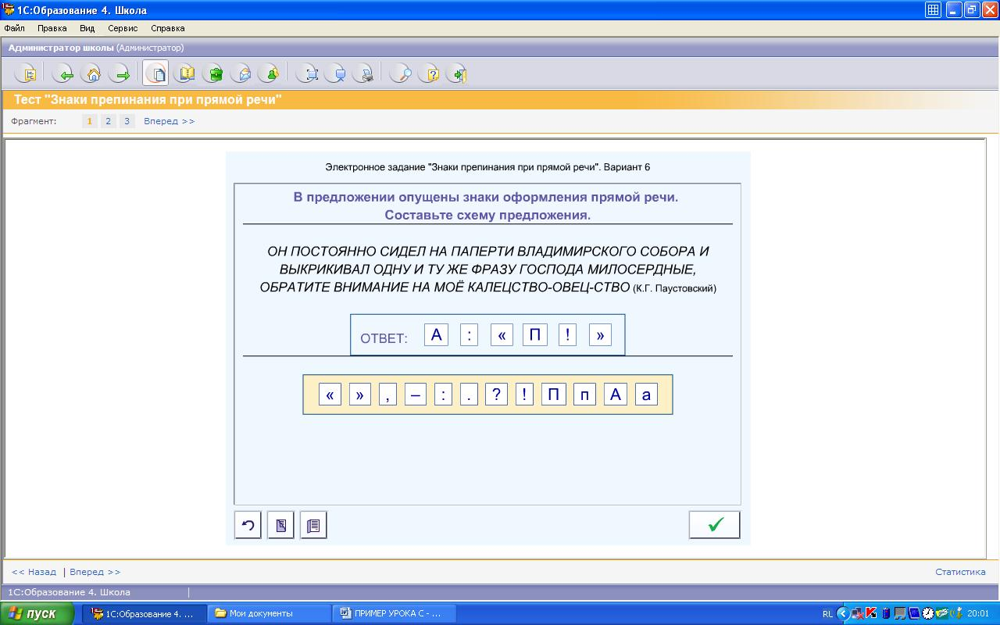 1С:Образование 4. Школа
Файл Правка Вид Сервис Справка
Администратор школы (Администратор)
Тест "Знаки препинания при прямой речи"
Фрагмент: 1 2 3 Вперед >>
Электронное задание "Знаки препинания при прямой речи". Вариант 6
В предложении опущены знаки оформления прямой речи.
Составьте схему предложения.
ОН ПОСТОЯННО СИДЕЛ НА ПАПЕРТИ ВЛАДИМИРСКОГО СОБОРА И
ВЫКРИКИВАЛ ОДНУ И ТУ ЖЕ ФРАЗУ ГОСПОДА МИЛОСЕРДНЫЕ,
ОБРАТИТЕ ВНИМАНИЕ НА МОЁ КАЛЕЦСТВО-ОВЕЦ-СТВО (К.Г. Паустовский)
ОТВЕТ: А : « П ! »
« » , – : . ? ! П п А а
<< Назад | Вперед >> Статистика
1С:Образование 4. Школа
пуск 1С:Образование 4. ... Мои документы ПРИМЕР УРОКА С - ... RL 20:01